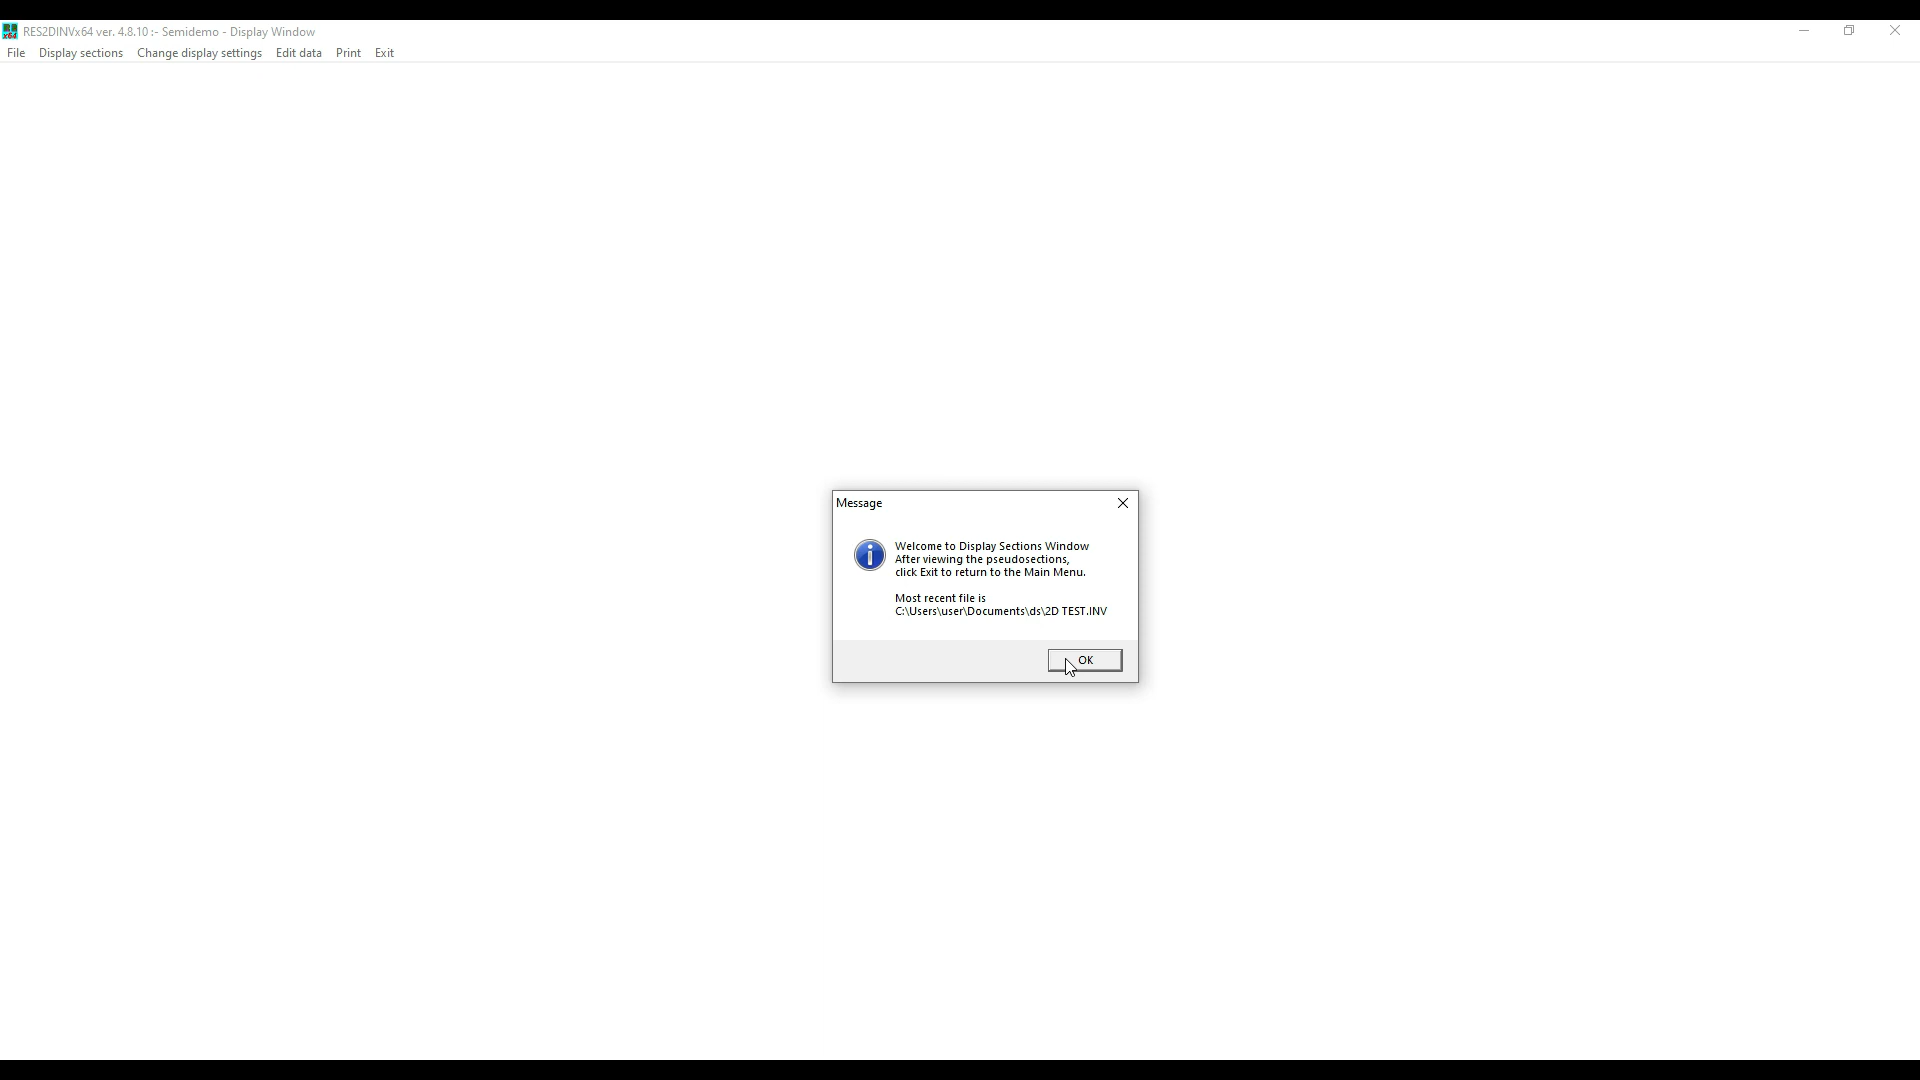 RES2DINVx64 ver. 4.8.10 :- Semidemo - Display Window
File Display sections Change display settings Edit data Print Exit
Message
Welcome to Display Sections Window
After viewing the pseudosections,
click Exit to return to the Main Menu.
Most recent file is
C:\Users\user\Documents\ds\2D TEST.INV
OK